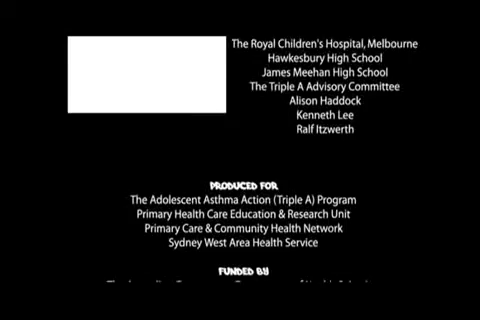 The Royal Children's Hospital, Melbourne
Hawkesbury High School
James Meehan High School
The Triple A Advisory Committee
Alison Haddock
Kenneth Lee
Ralf Itzwerth
PRODUCED FOR
The Adolescent Asthma Action (Triple A) Program
Primary Health Care Education & Research Unit
Primary Care & Community Health Network
Sydney West Area Health Service
FUNDED BY